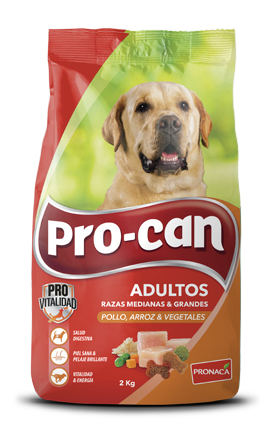 Pro-can
ADULTOS
RAZAS MEDIANAS & GRANDES
POLLO, ARROZ & VEGETALES
PRO
VITALIDAD
SALUD
DIGESTIVA
PIEL SANA &
PELAJE BRILLANTE
VITALIDAD
& ENERGÍA
2 Kg
PRONACA